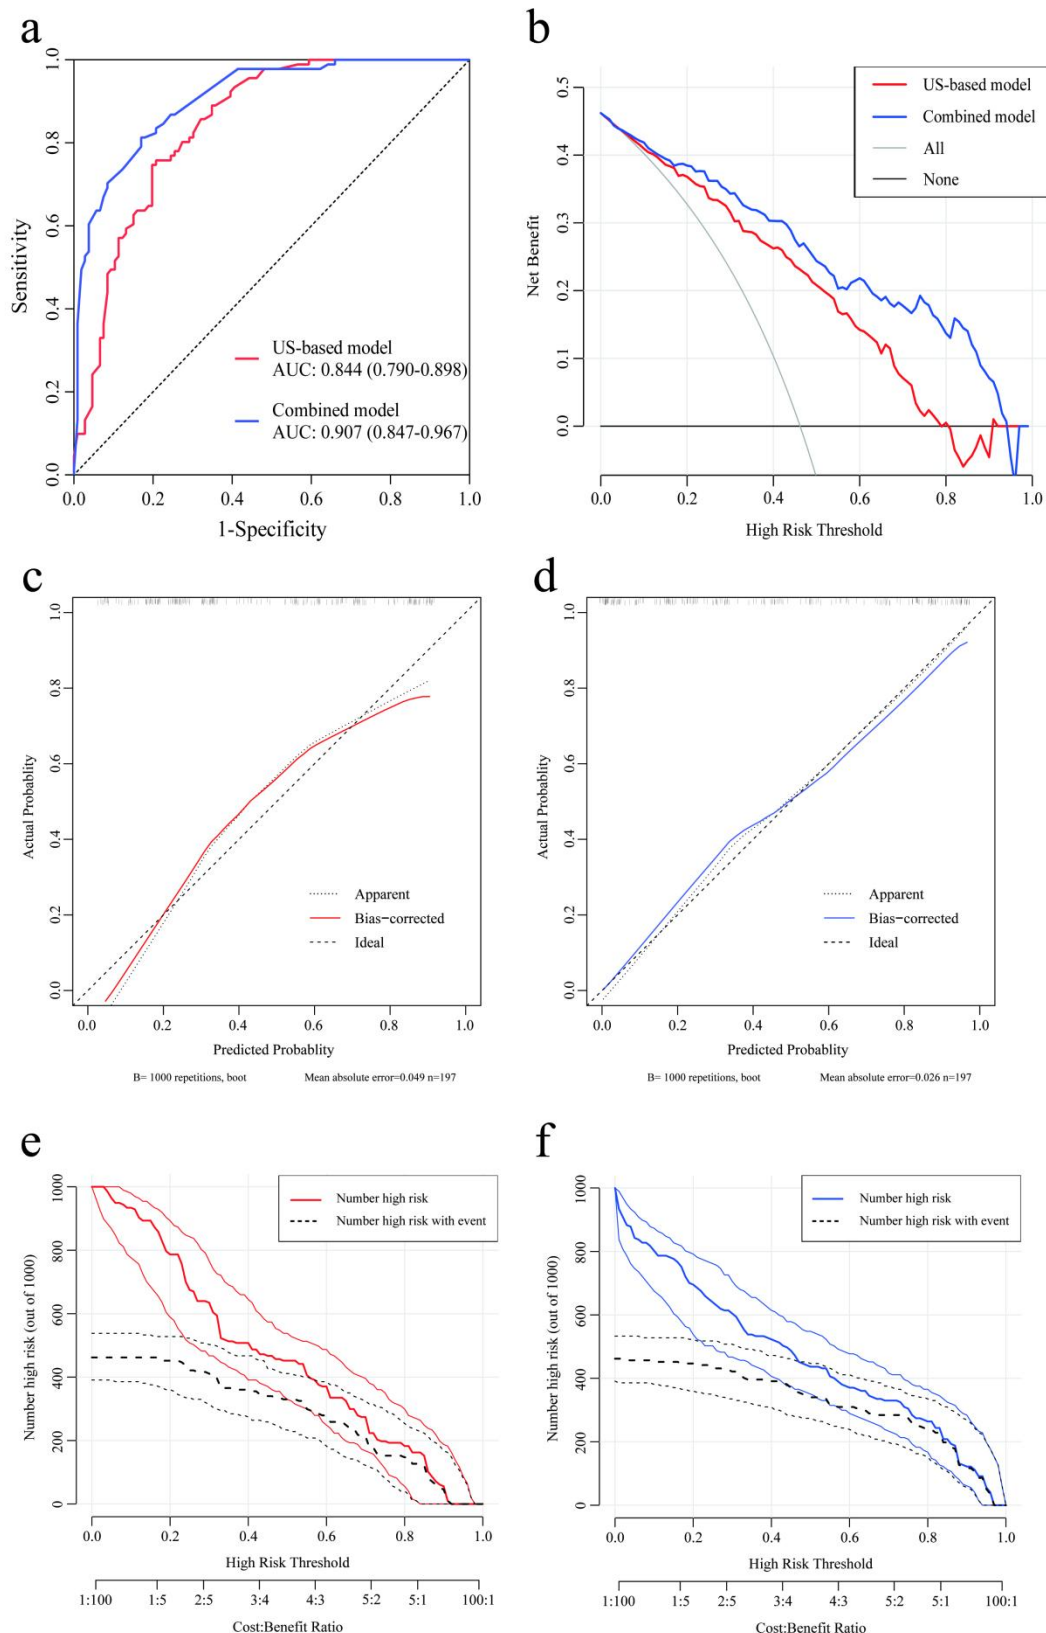 a
1.0
0.8
0.6
0.4
0.2
0.0
Sensitivity
US-based model
AUC: 0.844 (0.790-0.898)
Combined model
AUC: 0.907 (0.847-0.967)
0.0 0.2 0.4 0.6 0.8 1.0
1-Specificity
b
0.5
0.4
0.3
0.2
0.1
0.0
Net Benefit
US-based model
Combined model
All
None
0.0 0.2 0.4 0.6 0.8 1.0
High Risk Threshold
c
1.0
0.8
0.6
0.4
0.2
0.0
Actual Probablity
Apparent
Bias-corrected
Ideal
0.0 0.2 0.4 0.6 0.8 1.0
Predicted Probablity
B= 1000 repetitions, boot Mean absolute error=0.049 n=197
d
1.0
0.8
0.6
0.4
0.2
0.0
Actual Probablity
Apparent
Bias-corrected
Ideal
0.0 0.2 0.4 0.6 0.8 1.0
Predicted Probablity
B= 1000 repetitions, boot Mean absolute error=0.026 n=197
e
1000
800
600
400
200
0
Number high risk (out of 1000)
Number high risk
Number high risk with event
0.0 0.2 0.4 0.6 0.8 1.0
High Risk Threshold
1:100 1:5 2:5 3:4 4:3 5:2 5:1 100:1
Cost:Benefit Ratio
f
1000
800
600
400
200
0
Number high risk (out of 1000)
Number high risk
Number high risk with event
0.0 0.2 0.4 0.6 0.8 1.0
High Risk Threshold
1:100 1:5 2:5 3:4 4:3 5:2 5:1 100:1
Cost:Benefit Ratio